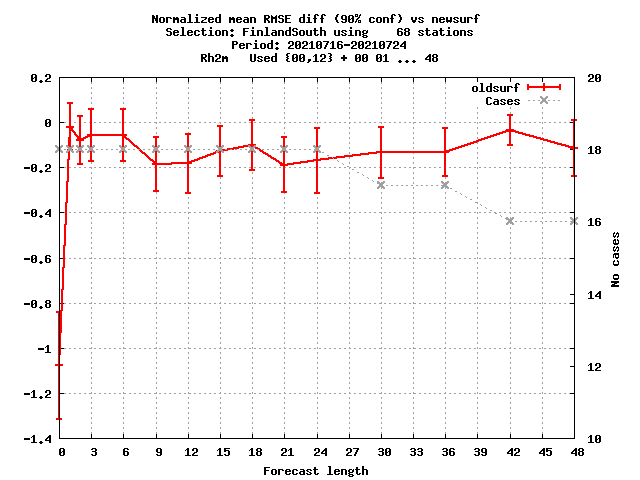 Normalized mean RMSE diff (90% conf) vs newsurf
Selection: FinlandSouth using 68 stations
Period: 20210716-20210724
Rh2m Used {00,12} + 00 01 ... 48
oldsurf
Cases
0.2
0
-0.2
-0.4
-0.6
-0.8
-1
-1.2
-1.4
20
18
16
14
12
10
No cases
0 3 6 9 12 15 18 21 24 27 30 33 36 39 42 45 48
Forecast length